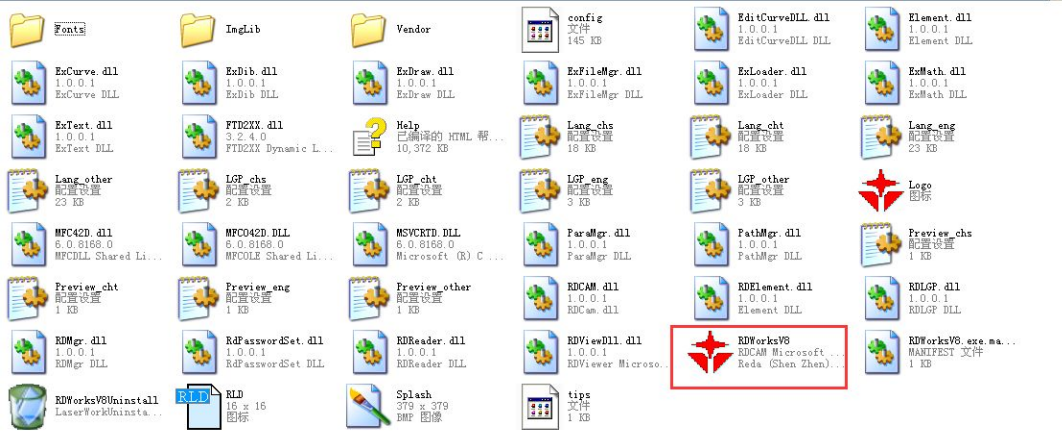 Fonts
ImgLib
Vendor
config
文件
145 KB
EditCurveDLL.dll
1.0.0.1
EditCurveDLL DLL
Element.dll
1.0.0.1
Element DLL
ExCurve.dll
1.0.0.1
ExCurve DLL
ExDib.dll
1.0.0.1
ExDib DLL
ExDraw.dll
1.0.0.1
ExDraw DLL
ExFileMgr.dll
1.0.0.1
ExFileMgr DLL
ExLoader.dll
1.0.0.1
ExLoader DLL
ExMath.dll
1.0.0.1
ExMath DLL
ExText.dll
1.0.0.1
ExText DLL
FTD2XX.dll
3.2.4.0
FTD2XX Dynamic L...
Help
已编译的 HTML 帮...
10,372 KB
Lang_chs
配置设置
18 KB
Lang_cht
配置设置
18 KB
Lang_eng
配置设置
23 KB
Lang_other
配置设置
23 KB
LGP_chs
配置设置
2 KB
LGP_cht
配置设置
2 KB
LGP_eng
配置设置
3 KB
LGP_other
配置设置
3 KB
Logo
图标
MFC42D.dll
6.0.8168.0
MFCDLL Shared Li...
MFCO42D.DLL
6.0.8168.0
MFCOLE Shared Li...
MSVCRTD.DLL
6.0.8168.0
Microsoft (R) C ...
ParaMgr.dll
1.0.0.1
ParaMgr DLL
PathMgr.dll
1.0.0.1
PathMgr DLL
Preview_chs
配置设置
1 KB
Preview_cht
配置设置
1 KB
Preview_eng
配置设置
1 KB
Preview_other
配置设置
1 KB
RDCAM.dll
1.0.0.1
RDCam.dll
RDElement.dll
1.0.0.1
Element DLL
RDLGP.dll
1.0.0.1
RDLGP DLL
RDMgr.dll
1.0.0.1
RDMgr DLL
RdPasswordSet.dll
1.0.0.1
RdPasswordSet DLL
RDReader.dll
1.0.0.1
RDReader DLL
RDViewDll.dll
1.0.0.1
RDViewer Microso...
RDWorksV8
RDCAM Microsoft ...
Reda (Shen Zhen)...
RDWorksV8.exe.ma...
MANIFEST 文件
1 KB
RDWorksV8Uninstall
LaserWorkUninsta...
RLD
RLD
16 x 16
图标
Splash
379 x 379
BMP 图像
tips
文件
1 KB